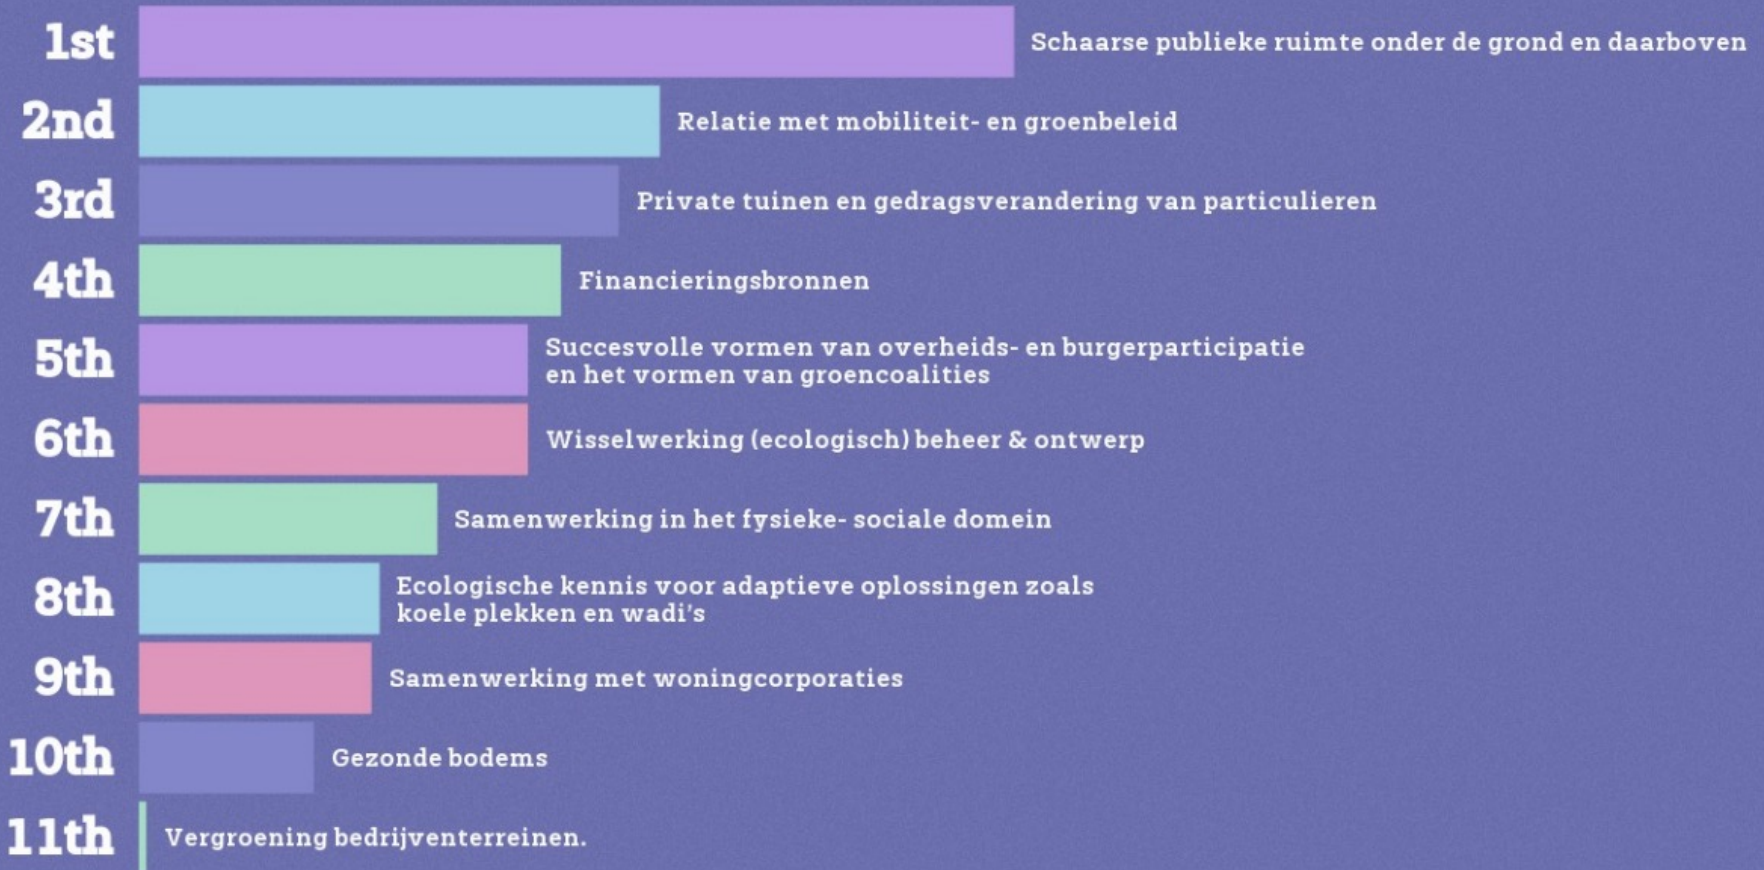 1st Schaarse publieke ruimte onder de grond en daarboven
2nd Relatie met mobiliteit- en groenbeleid
3rd Private tuinen en gedragsverandering van particulieren
4th Financieringsbronnen
5th Succesvolle vormen van overheids- en burgerparticipatie
en het vormen van groencoalities
6th Wisselwerking (ecologisch) beheer & ontwerp
7th Samenwerking in het fysieke- sociale domein
8th Ecologische kennis voor adaptieve oplossingen zoals
koele plekken en wadi's
9th Samenwerking met woningcorporaties
10th Gezonde bodems
11th Vergroening bedrijventerreinen.